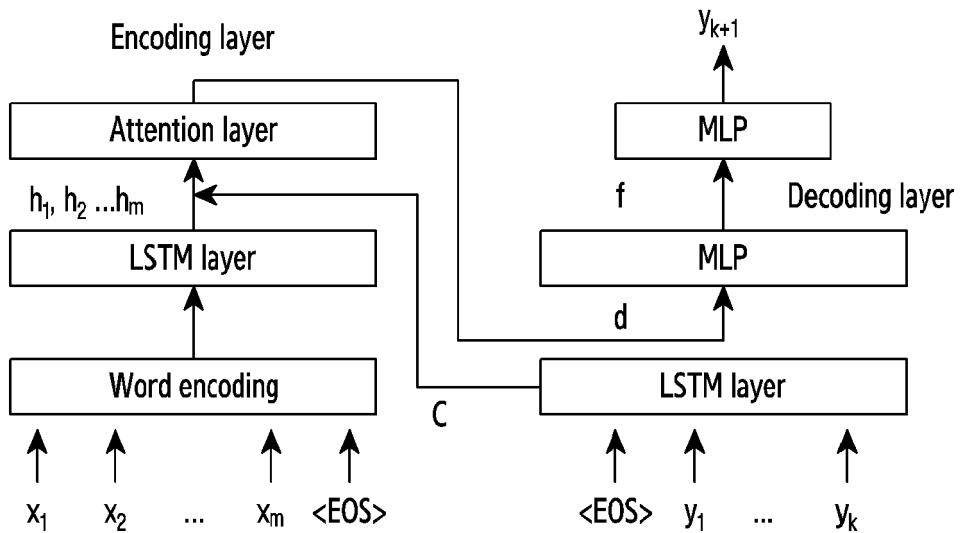 Encoding layer
Attention layer
h₁, h₂ ...hₘ
LSTM layer
Word encoding
x₁ x₂ ... xₘ <EOS>
C
d
yₖ₊₁
MLP
f
Decoding layer
MLP
LSTM layer
<EOS> y₁ ... yₖ